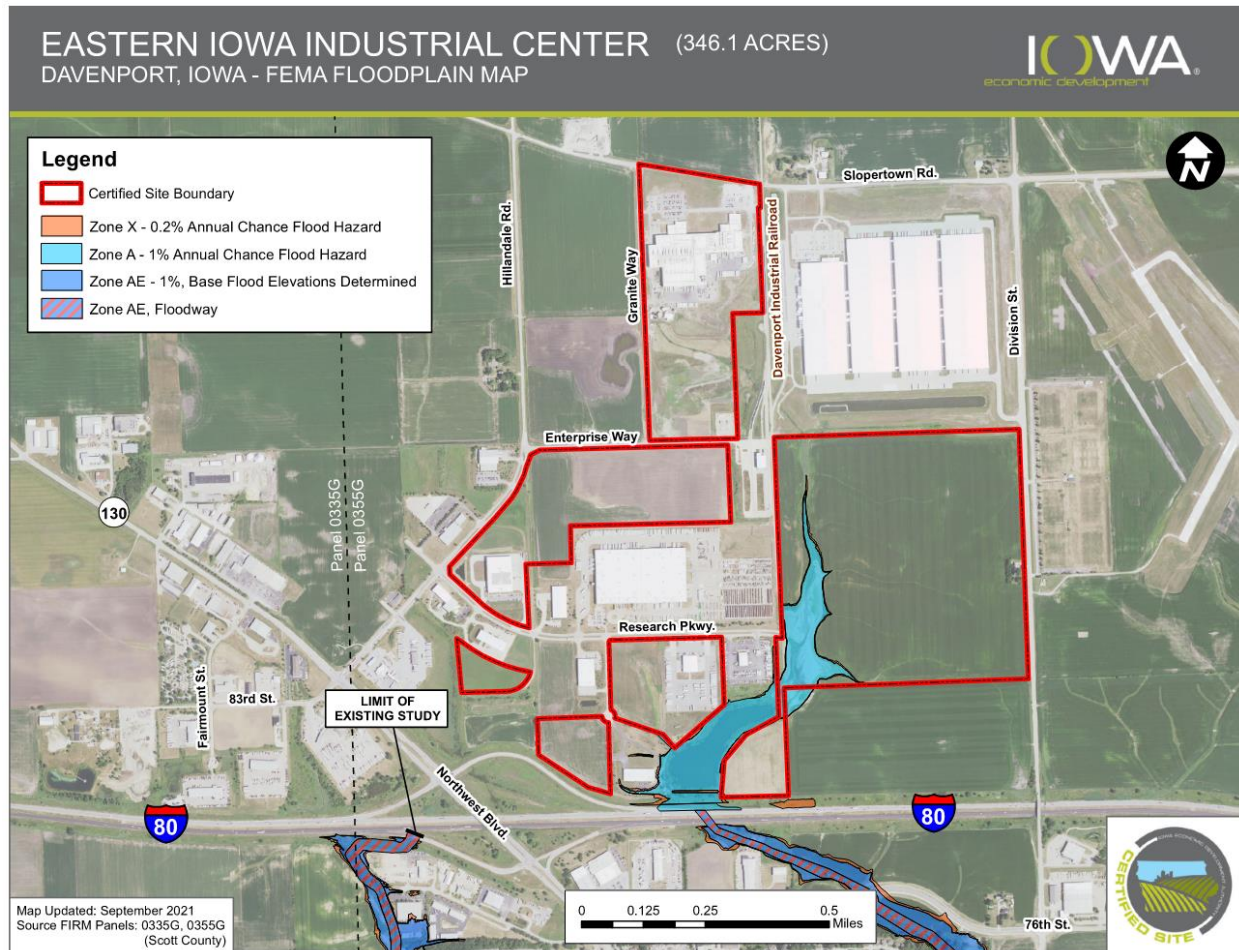 EASTERN IOWA INDUSTRIAL CENTER (346.1 ACRES)
DAVENPORT, IOWA - FEMA FLOODPLAIN MAP
IOWA®
economic development
Legend
Certified Site Boundary
Zone X - 0.2% Annual Chance Flood Hazard
Zone A - 1% Annual Chance Flood Hazard
Zone AE - 1%, Base Flood Elevations Determined
Zone AE, Floodway
N
Slopertown Rd.
Hillandale Rd.
Granite Way
Davenport Industrial Railroad
Division St.
Enterprise Way
130
Panel 0335G
Panel 0355G
Research Pkwy.
Fairmount St.
83rd St.
LIMIT OF
EXISTING STUDY
Northwest Blvd.
80
80
76th St.
0 0.125 0.25 0.5
Miles
Map Updated: September 2021
Source FIRM Panels: 0335G, 0355G
(Scott County)
IOWA ECONOMIC DEVELOPMENT AUTHORITY
CERTIFIED SITE